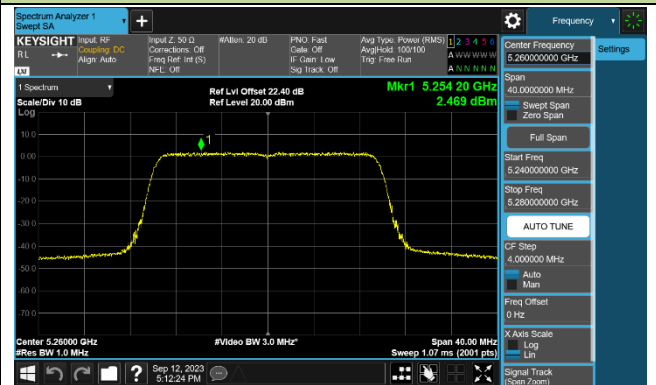 Spectrum Analyzer 1
Swept SA
+
Frequency
KEYSIGHT
RL
LXI
Input: RF
Coupling: DC
Align: Auto
Input Z: 50 Ω
Corrections: Off
Freq Ref: Int (S)
NFE: Off
#Atten: 20 dB
PNO: Fast
Gate: Off
IF Gain: Low
Sig Track: Off
Avg Type: Power (RMS)
Avg|Hold: 100/100
Trig: Free Run
1 2 3 4 5 6
A W W W W W
A N N N N N
Center Frequency
5.260000000 GHz
Settings
Span
40.0000000 MHz
Swept Span
Zero Span
Full Span
Start Freq
5.240000000 GHz
Stop Freq
5.280000000 GHz
AUTO TUNE
CF Step
4.000000 MHz
Auto
Man
Freq Offset
0 Hz
X Axis Scale
Log
Lin
Signal Track
(Span Zoom)
1 Spectrum
Scale/Div 10 dB
Log
Ref Lvl Offset 22.40 dB
Ref Level 20.00 dBm
Mkr1 5.254 20 GHz
2.469 dBm
1
10.0
0.00
-10.0
-20.0
-30.0
-40.0
-50.0
-60.0
-70.0
Center 5.26000 GHz
#Res BW 1.0 MHz
#Video BW 3.0 MHz*
Span 40.00 MHz
Sweep 1.07 ms (2001 pts)
?
Sep 12, 2023
5:12:24 PM